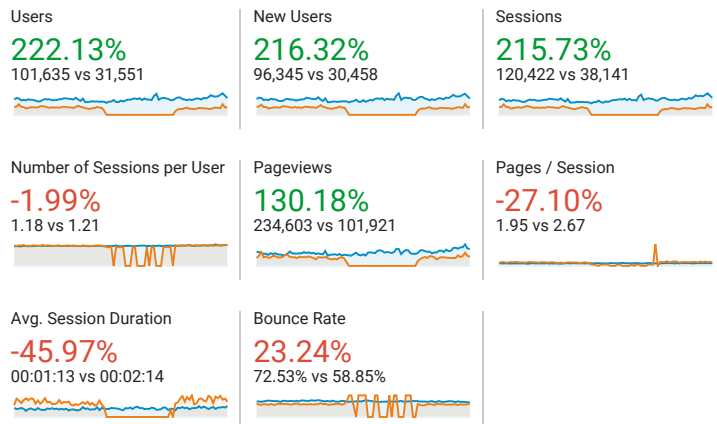 Users
222.13%
101,635 vs 31,551
New Users
216.32%
96,345 vs 30,458
Sessions
215.73%
120,422 vs 38,141
Number of Sessions per User
-1.99%
1.18 vs 1.21
Pageviews
130.18%
234,603 vs 101,921
Pages / Session
-27.10%
1.95 vs 2.67
Avg. Session Duration
-45.97%
00:01:13 vs 00:02:14
Bounce Rate
23.24%
72.53% vs 58.85%